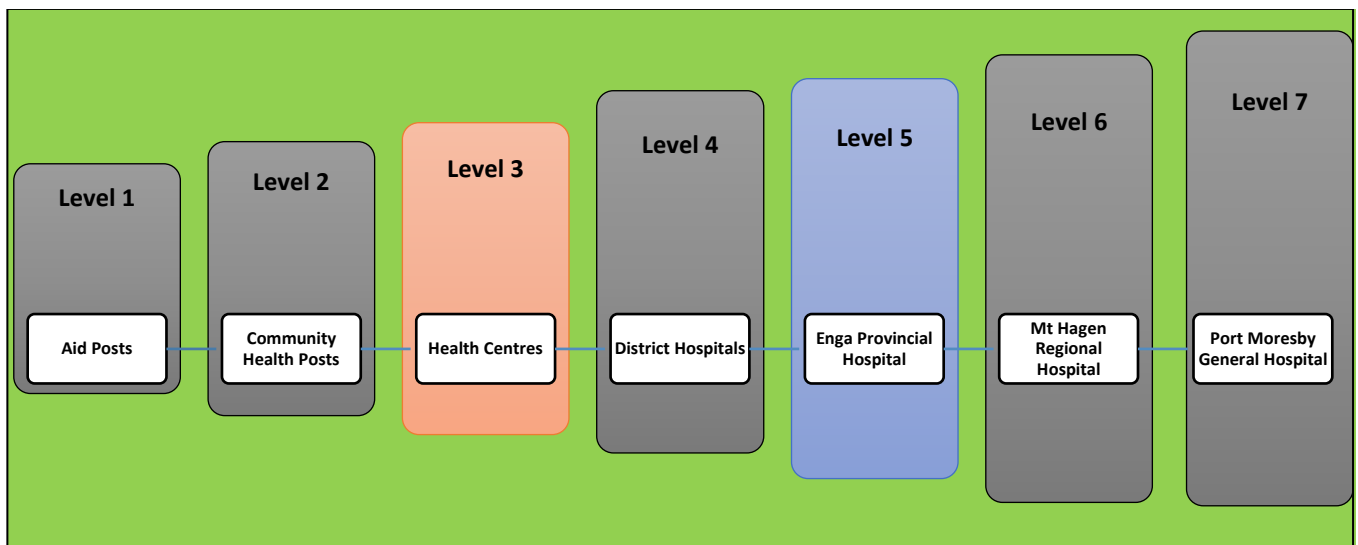 Level 1
Level 2
Level 3
Level 4
Level 5
Level 6
Level 7
Aid Posts
Community
Health Posts
Health Centres
District Hospitals
Enga Provincial
Hospital
Mt Hagen
Regional
Hospital
Port Moresby
General Hospital